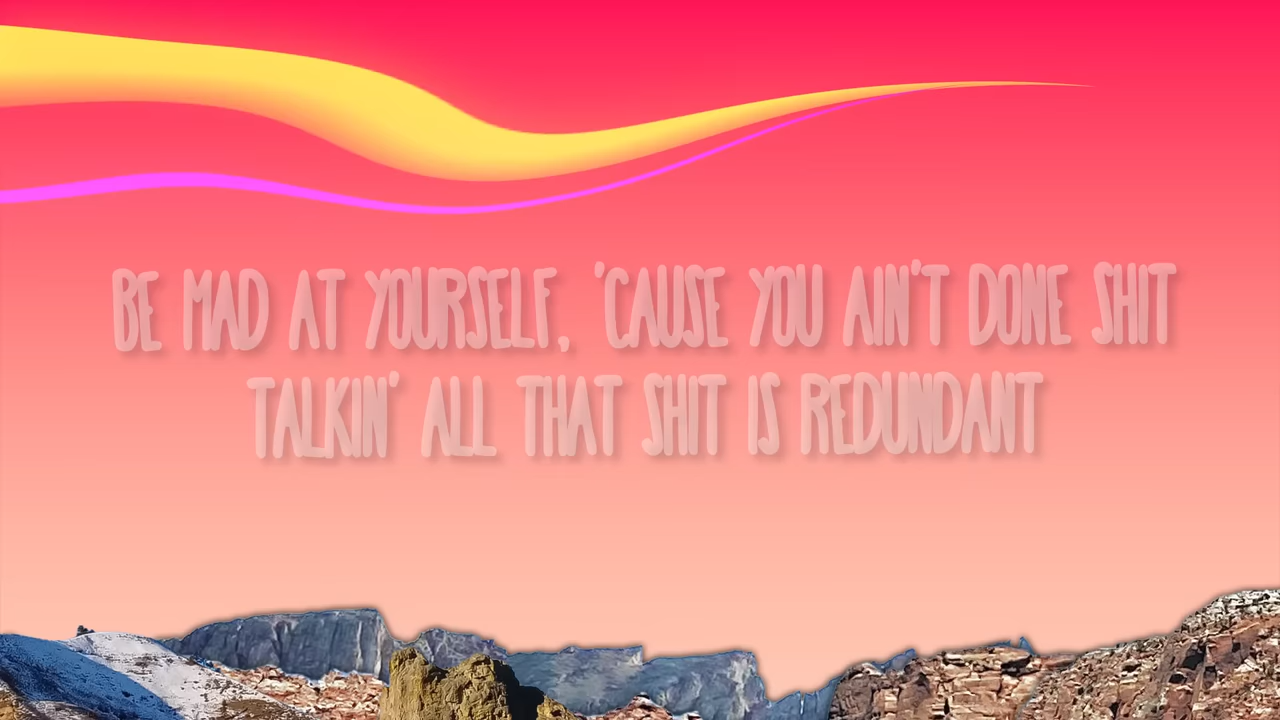 BE MAD AT YOURSELF, 'CAUSE YOU AIN'T DONE SHIT
TALKIN' ALL THAT SHIT IS REDUNDANT